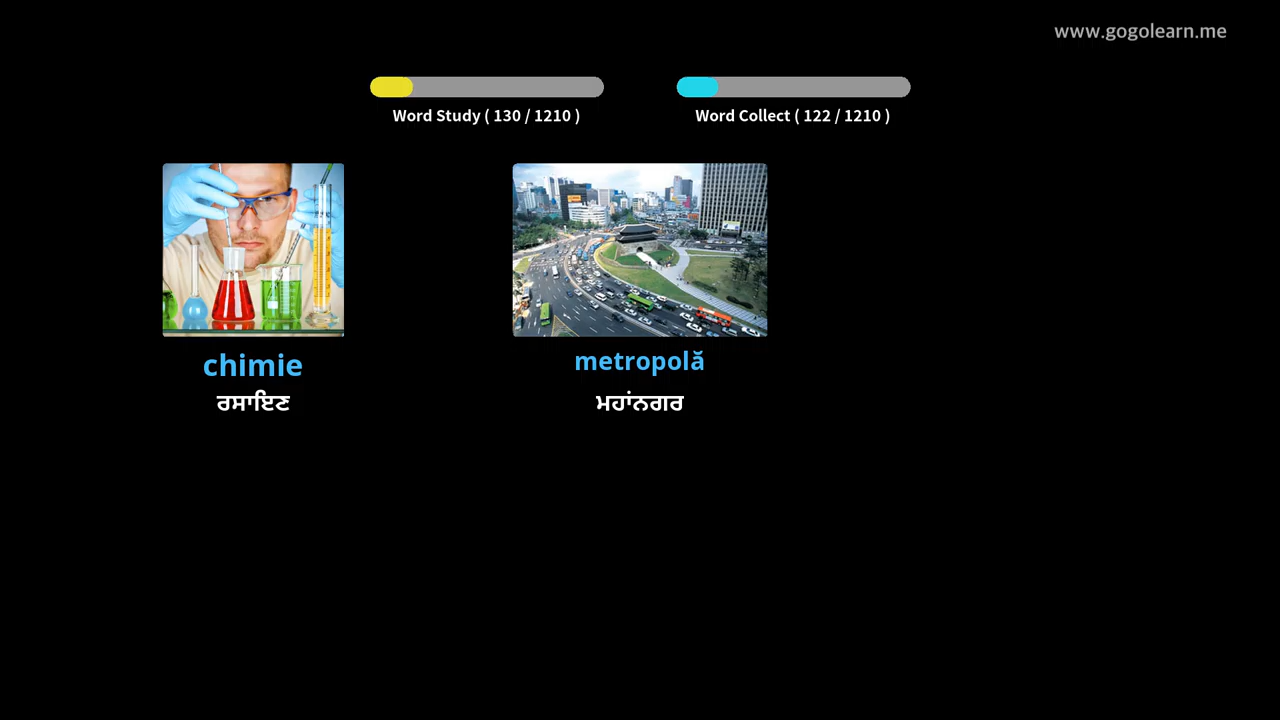 www.gogolearn.me
Word Study ( 130 / 1210 )
Word Collect ( 122 / 1210 )
chimie
ਰਸਾਇਣ
metropolă
ਮਹਾਂਨਗਰ